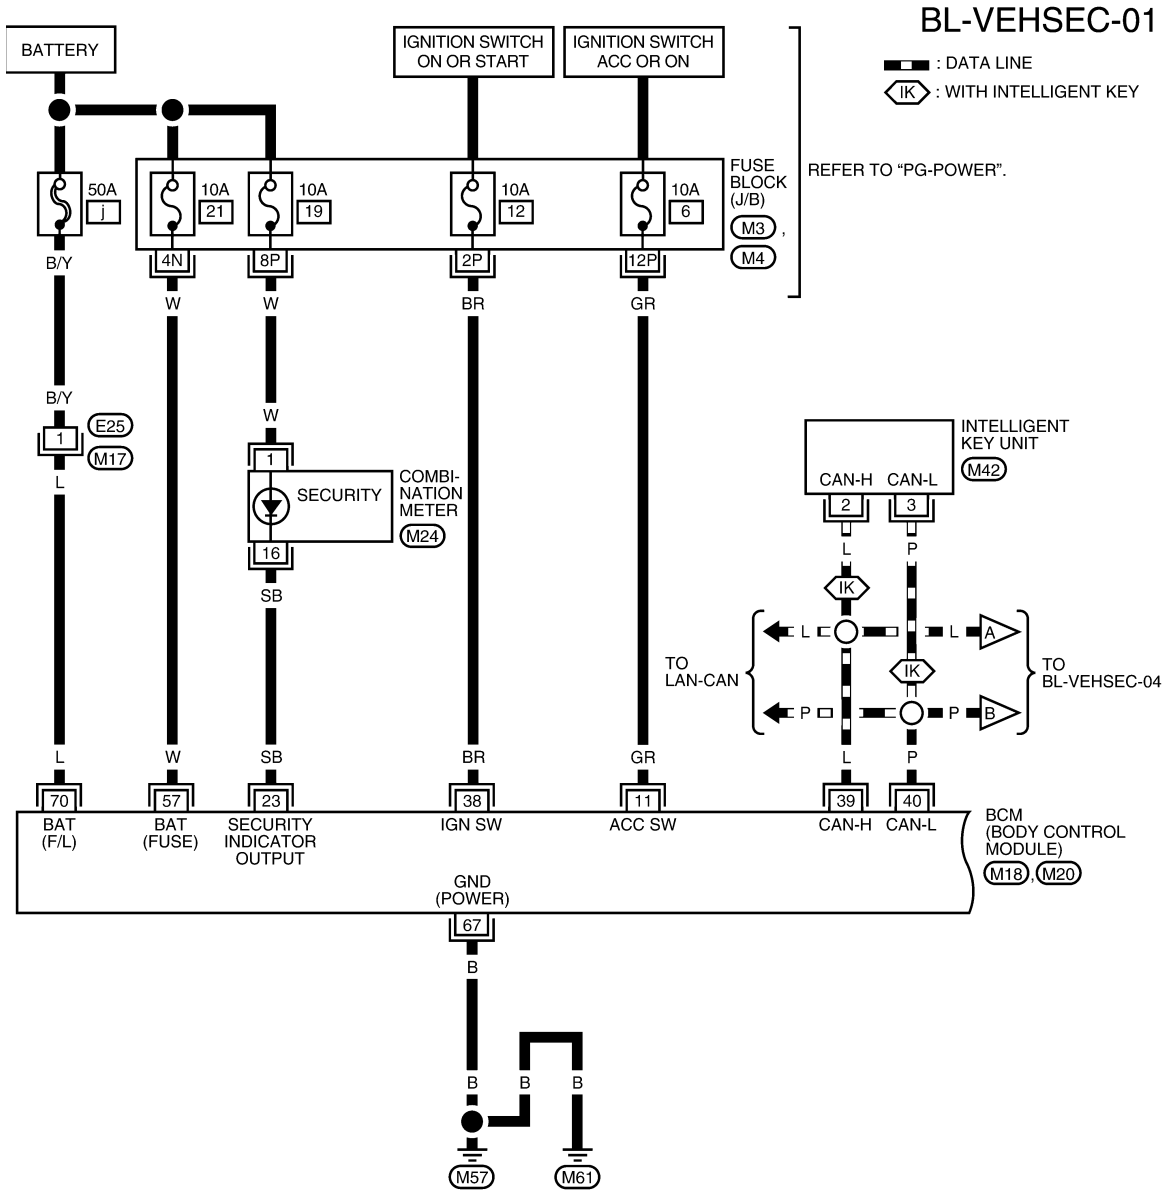 BL-VEHSEC-01
BATTERY
IGNITION SWITCH
ON OR START
IGNITION SWITCH
ACC OR ON
: DATA LINE
IK : WITH INTELLIGENT KEY
50A
j
10A
21
10A
19
10A
12
10A
6
FUSE
BLOCK
(J/B)
M3 ,
M4
REFER TO “PG-POWER”.
4N
8P
2P
12P
B/Y
W
W
BR
GR
B/Y
W
1
E25
M17
L
1
SECURITY
COMBI-
NATION
METER
M24
16
SB
INTELLIGENT
KEY UNIT
M42
CAN-H
CAN-L
2
3
L
P
IK
L
L
A
TO
LAN-CAN
IK
TO
BL-VEHSEC-04
P
P
B
L
W
SB
BR
GR
L
P
70
57
23
38
11
39
40
BAT
(F/L)
BAT
(FUSE)
SECURITY
INDICATOR
OUTPUT
IGN SW
ACC SW
CAN-H
CAN-L
BCM
(BODY CONTROL
MODULE)
M18 , M20
GND
(POWER)
67
B
B
B
B
M57
M61